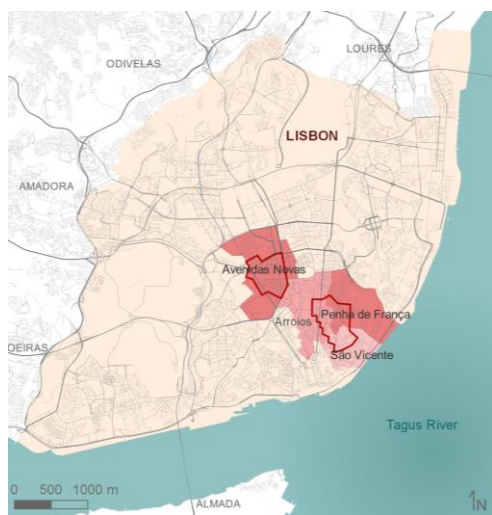 LOURES
ODIVELAS
LISBON
AMADORA
Avenidas Novas
Penha de França
Arroios
OEIRAS
São Vicente
Tagus River
0 500 1000 m
ALMADA
N